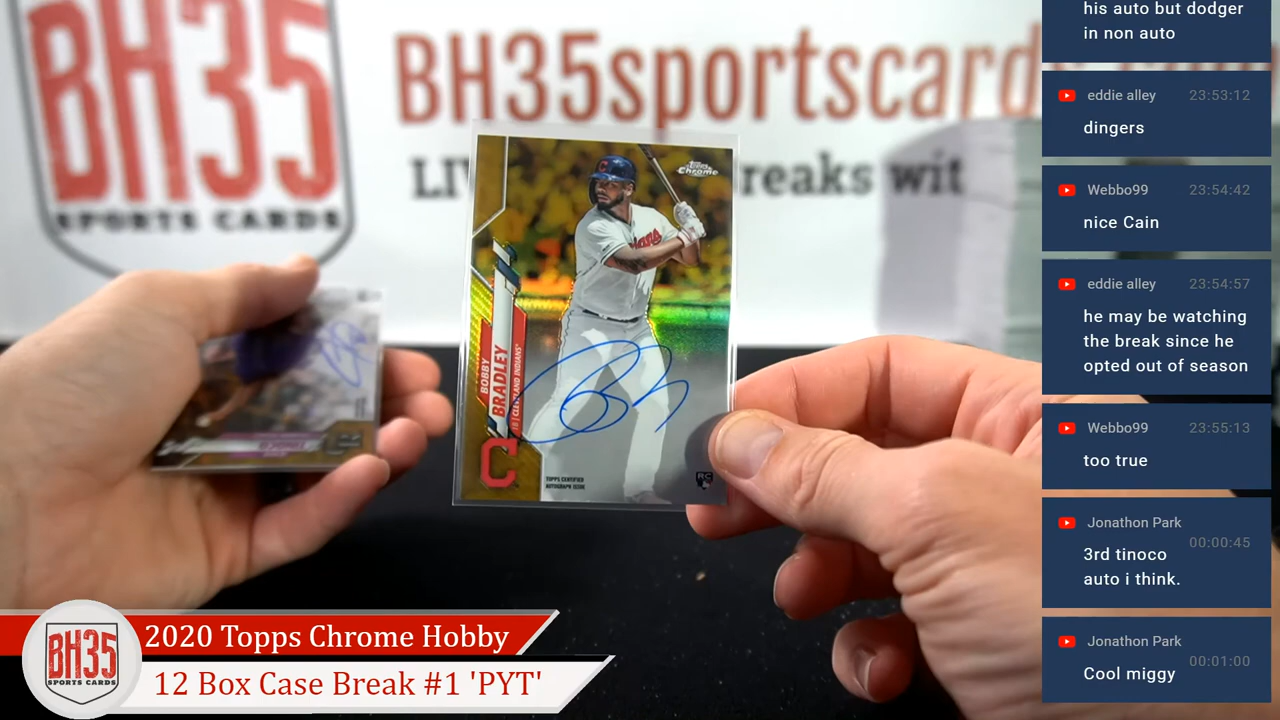 BH35
SPORTS CARDS
BH35sportscard
LIV
reaks wit
Topps
Chrome
Indians
BOBBY
BRADLEY
1B | CLEVELAND INDIANS
C
TOPPS CERTIFIED
AUTOGRAPH ISSUE
RC
his auto but dodger
in non auto
eddie alley 23:53:12
dingers
Webbo99 23:54:42
nice Cain
eddie alley 23:54:57
he may be watching
the break since he
opted out of season
Webbo99 23:55:13
too true
Jonathon Park 00:00:45
3rd tinoco
auto i think.
Jonathon Park 00:01:00
Cool miggy
BH35
SPORTS CARDS
2020 Topps Chrome Hobby
12 Box Case Break #1 'PYT'